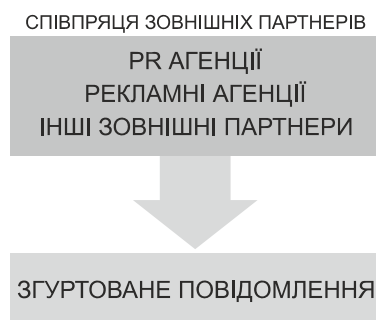 СПІВПРАЦЯ ЗОВНІШНІХ ПАРТНЕРІВ
PR АГЕНЦІЇ
РЕКЛАМНІ АГЕНЦІЇ
ІНШІ ЗОВНІШНІ ПАРТНЕРИ
ЗГУРТОВАНЕ ПОВІДОМЛЕННЯ